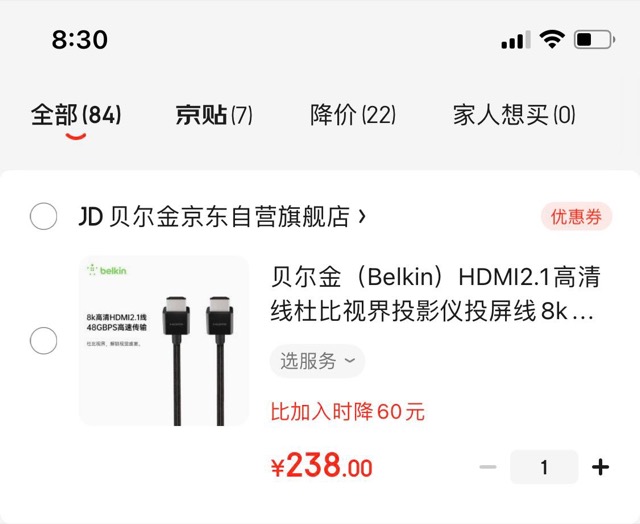 8:30
全部(84) 京贴(7) 降价(22) 家人想买(0)
JD 贝尔金京东自营旗舰店 优惠券
belkin
8k高清HDMI2.1线
48GBPS高速传输
贝尔金（Belkin）HDMI2.1高清
线杜比视界投影仪投屏线8k...
选服务
比加入时降60元
¥238.00 1